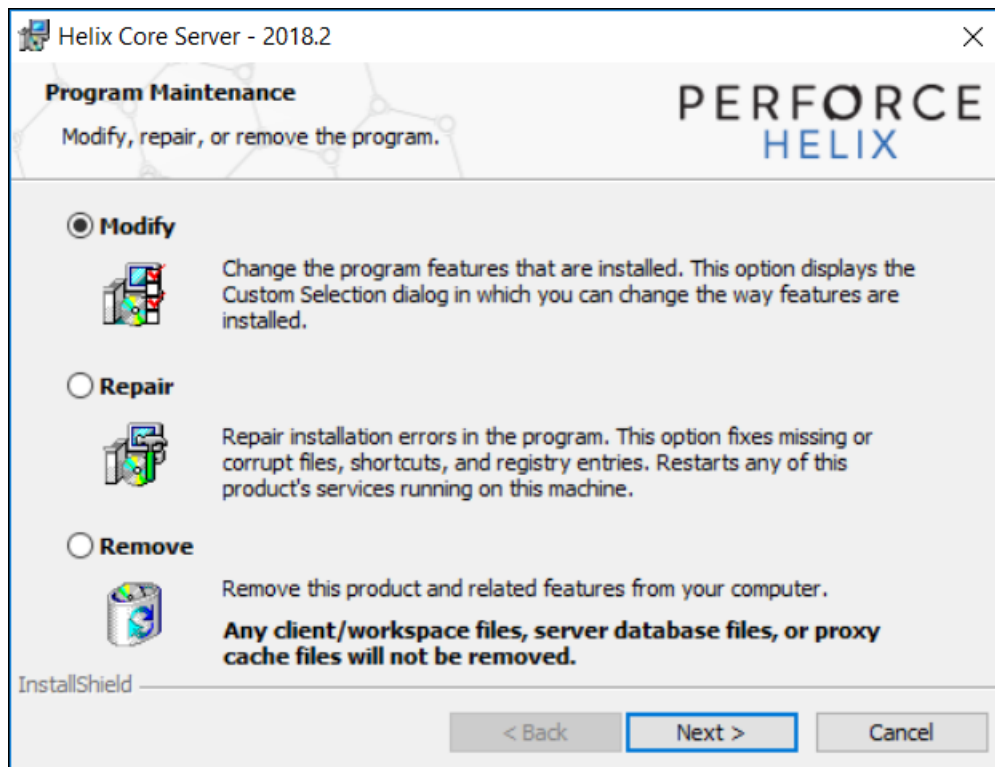 Helix Core Server - 2018.2
Program Maintenance
Modify, repair, or remove the program.
PERFORCE
HELIX
Modify
Change the program features that are installed. This option displays the
Custom Selection dialog in which you can change the way features are
installed.
Repair
Repair installation errors in the program. This option fixes missing or
corrupt files, shortcuts, and registry entries. Restarts any of this
product's services running on this machine.
Remove
Remove this product and related features from your computer.
Any client/workspace files, server database files, or proxy
cache files will not be removed.
InstallShield
< Back
Next >
Cancel